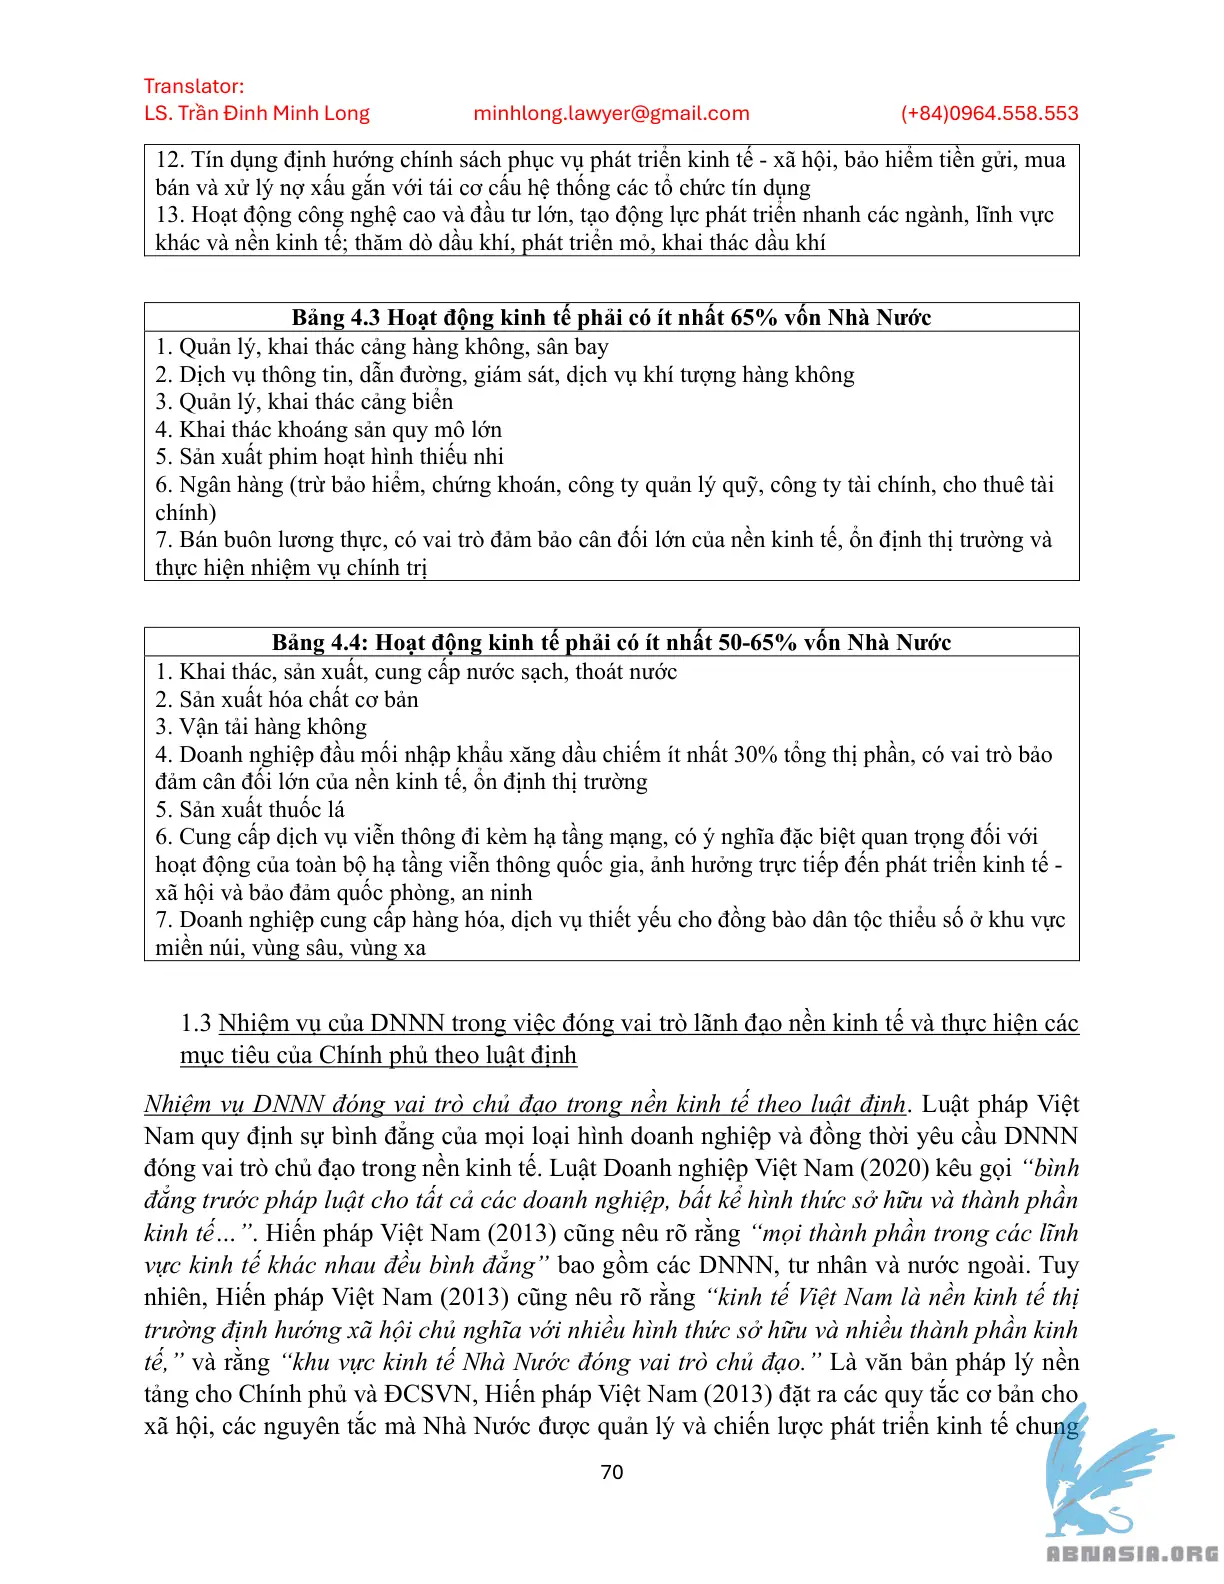 Translator:
LS. Trần Đinh Minh Long minhlong.lawyer@gmail.com (+84)0964.558.553
12. Tín dụng định hướng chính sách phục vụ phát triển kinh tế - xã hội, bảo hiểm tiền gửi, mua
bán và xử lý nợ xấu gắn với tái cơ cấu hệ thống các tổ chức tín dụng
13. Hoạt động công nghệ cao và đầu tư lớn, tạo động lực phát triển nhanh các ngành, lĩnh vực
khác và nền kinh tế; thăm dò dầu khí, phát triển mỏ, khai thác dầu khí
Bảng 4.3 Hoạt động kinh tế phải có ít nhất 65% vốn Nhà Nước
1. Quản lý, khai thác cảng hàng không, sân bay
2. Dịch vụ thông tin, dẫn đường, giám sát, dịch vụ khí tượng hàng không
3. Quản lý, khai thác cảng biển
4. Khai thác khoáng sản quy mô lớn
5. Sản xuất phim hoạt hình thiếu nhi
6. Ngân hàng (trừ bảo hiểm, chứng khoán, công ty quản lý quỹ, công ty tài chính, cho thuê tài
chính)
7. Bán buôn lương thực, có vai trò đảm bảo cân đối lớn của nền kinh tế, ổn định thị trường và
thực hiện nhiệm vụ chính trị
Bảng 4.4: Hoạt động kinh tế phải có ít nhất 50-65% vốn Nhà Nước
1. Khai thác, sản xuất, cung cấp nước sạch, thoát nước
2. Sản xuất hóa chất cơ bản
3. Vận tải hàng không
4. Doanh nghiệp đầu mối nhập khẩu xăng dầu chiếm ít nhất 30% tổng thị phần, có vai trò bảo
đảm cân đối lớn của nền kinh tế, ổn định thị trường
5. Sản xuất thuốc lá
6. Cung cấp dịch vụ viễn thông đi kèm hạ tầng mạng, có ý nghĩa đặc biệt quan trọng đối với
hoạt động của toàn bộ hạ tầng viễn thông quốc gia, ảnh hưởng trực tiếp đến phát triển kinh tế -
xã hội và bảo đảm quốc phòng, an ninh
7. Doanh nghiệp cung cấp hàng hóa, dịch vụ thiết yếu cho đồng bào dân tộc thiểu số ở khu vực
miền núi, vùng sâu, vùng xa
1.3 Nhiệm vụ của DNNN trong việc đóng vai trò lãnh đạo nền kinh tế và thực hiện các
mục tiêu của Chính phủ theo luật định
Nhiệm vụ DNNN đóng vai trò chủ đạo trong nền kinh tế theo luật định. Luật pháp Việt
Nam quy định sự bình đẳng của mọi loại hình doanh nghiệp và đồng thời yêu cầu DNNN
đóng vai trò chủ đạo trong nền kinh tế. Luật Doanh nghiệp Việt Nam (2020) kêu gọi “bình
đẳng trước pháp luật cho tất cả các doanh nghiệp, bất kể hình thức sở hữu và thành phần
kinh tế…”. Hiến pháp Việt Nam (2013) cũng nêu rõ rằng “mọi thành phần trong các lĩnh
vực kinh tế khác nhau đều bình đẳng” bao gồm các DNNN, tư nhân và nước ngoài. Tuy
nhiên, Hiến pháp Việt Nam (2013) cũng nêu rõ rằng “kinh tế Việt Nam là nền kinh tế thị
trường định hướng xã hội chủ nghĩa với nhiều hình thức sở hữu và nhiều thành phần kinh
tế,” và rằng “khu vực kinh tế Nhà Nước đóng vai trò chủ đạo.” Là văn bản pháp lý nền
tảng cho Chính phủ và ĐCSVN, Hiến pháp Việt Nam (2013) đặt ra các quy tắc cơ bản cho
xã hội, các nguyên tắc mà Nhà Nước được quản lý và chiến lược phát triển kinh tế chung
70
ABNASIA.ORG